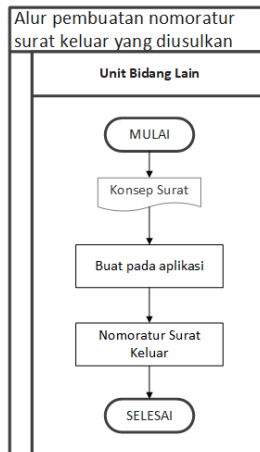 Alur pembuatan nomoratur
surat keluar yang diusulkan
Unit Bidang Lain
MULAI
Konsep Surat
Buat pada aplikasi
Nomoratur Surat
Keluar
SELESAI